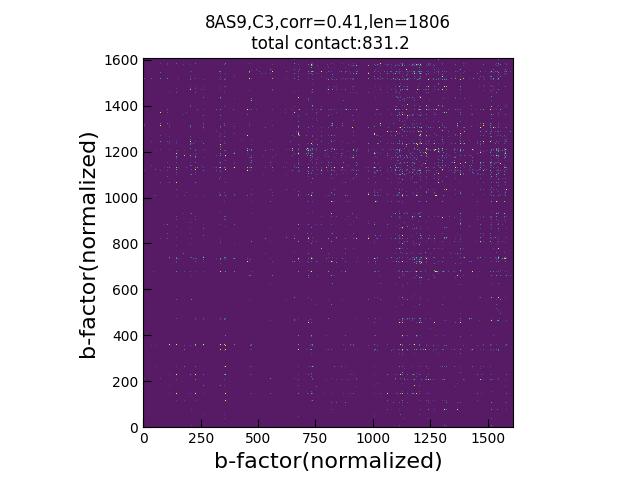 8AS9,C3,corr=0.41,len=1806
total contact:831.2
1600
1400
1200
1000
800
600
400
200
0
b-factor(normalized)
0 250 500 750 1000 1250 1500
b-factor(normalized)